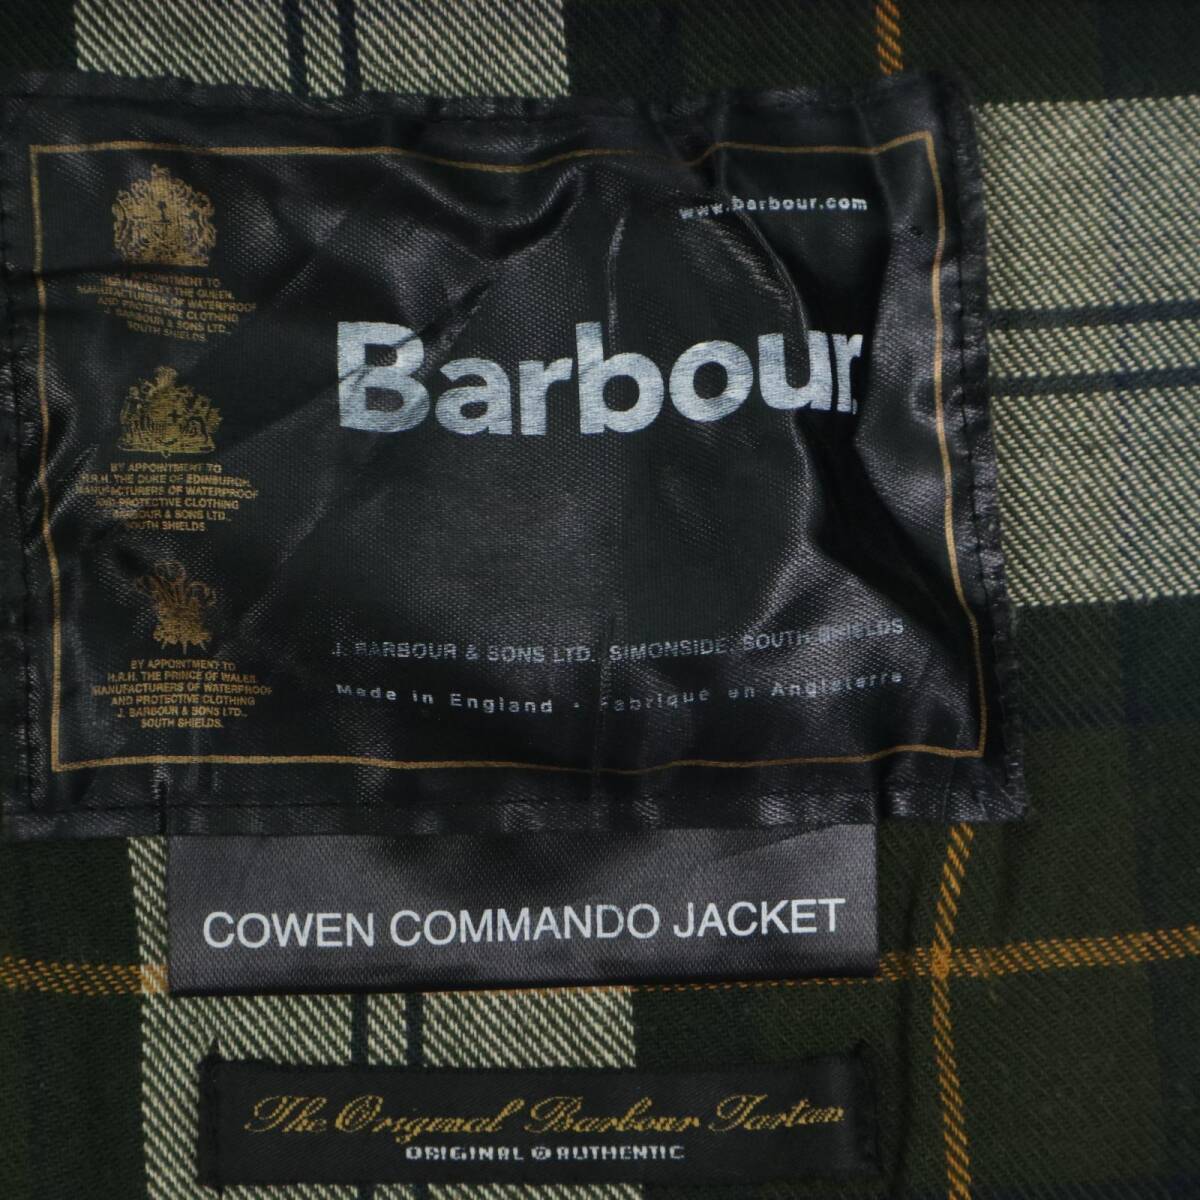 www.barbour.com
Barbour
BY APPOINTMENT TO
HER MAJESTY THE QUEEN.
MANUFACTURERS OF WATERPROOF
AND PROTECTIVE CLOTHING
J. BARBOUR & SONS LTD.,
SOUTH SHIELDS.
BY APPOINTMENT TO
H.R.H. THE DUKE OF EDINBURGH.
MANUFACTURERS OF WATERPROOF
AND PROTECTIVE CLOTHING
J. BARBOUR & SONS LTD.,
SOUTH SHIELDS.
BY APPOINTMENT TO
H.R.H. THE PRINCE OF WALES.
MANUFACTURERS OF WATERPROOF
AND PROTECTIVE CLOTHING
J. BARBOUR & SONS LTD.,
SOUTH SHIELDS.
J. BARBOUR & SONS LTD. SIMONSIDE, SOUTH SHIELDS
Made in England · Fabriqué en Angleterre
COWEN COMMANDO JACKET
The Original Barbour Tartan
ORIGINAL & AUTHENTIC